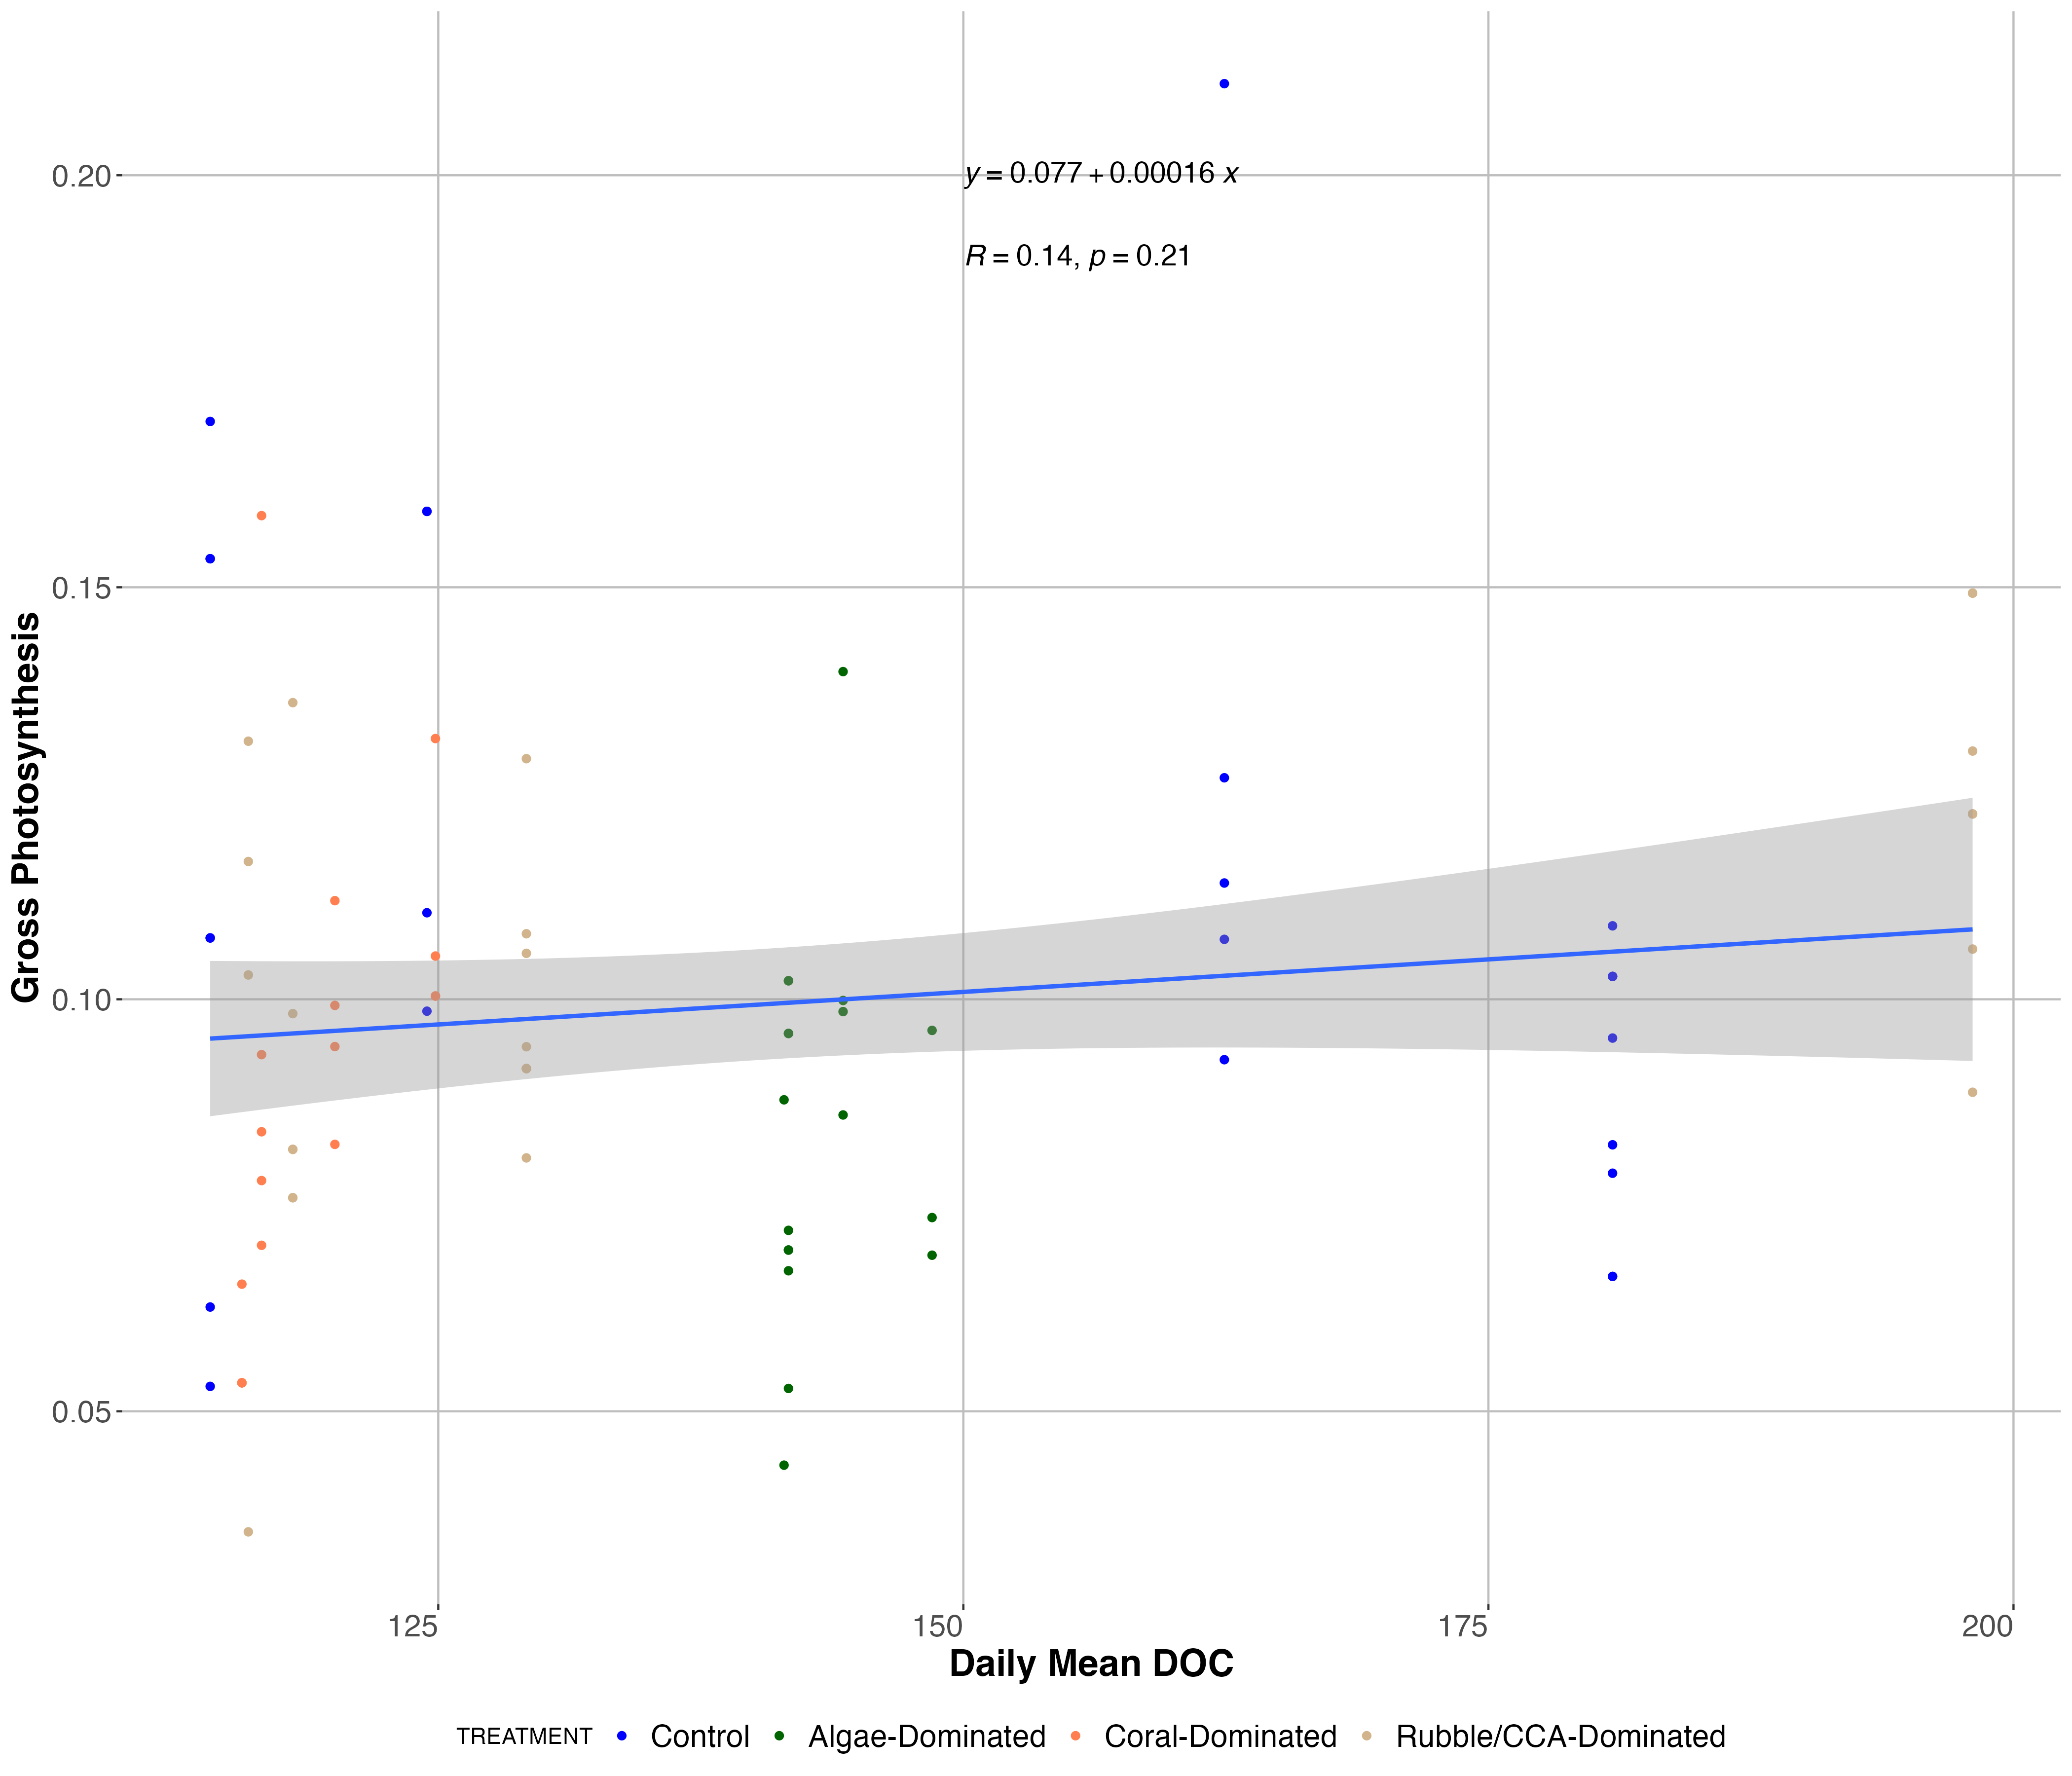 0.20
y = 0.077 + 0.00016 x
R = 0.14, p = 0.21
0.15
Gross Photosynthesis
0.10
0.05
125 150 175 200
Daily Mean DOC
TREATMENT Control Algae-Dominated Coral-Dominated Rubble/CCA-Dominated